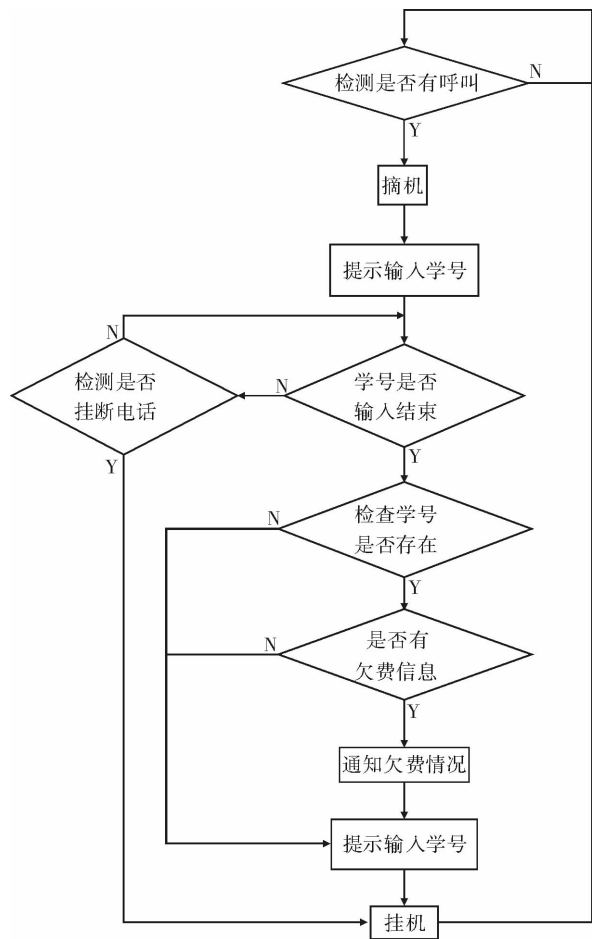 检测是否有呼叫
N
Y
摘机
提示输入学号
N
检测是否
挂断电话
N
学号是否
输入结束
Y
Y
N
检查学号
是否存在
Y
N
是否有
欠费信息
Y
通知欠费情况
提示输入学号
挂机